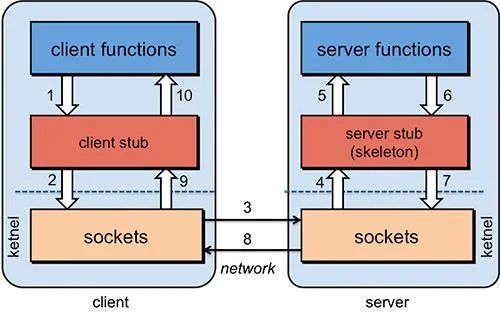 client functions
server functions
1
10
5
6
client stub
server stub
(skeleton)
2
9
3
4
7
ketnel
sockets
8
sockets
ketnel
network
client
server